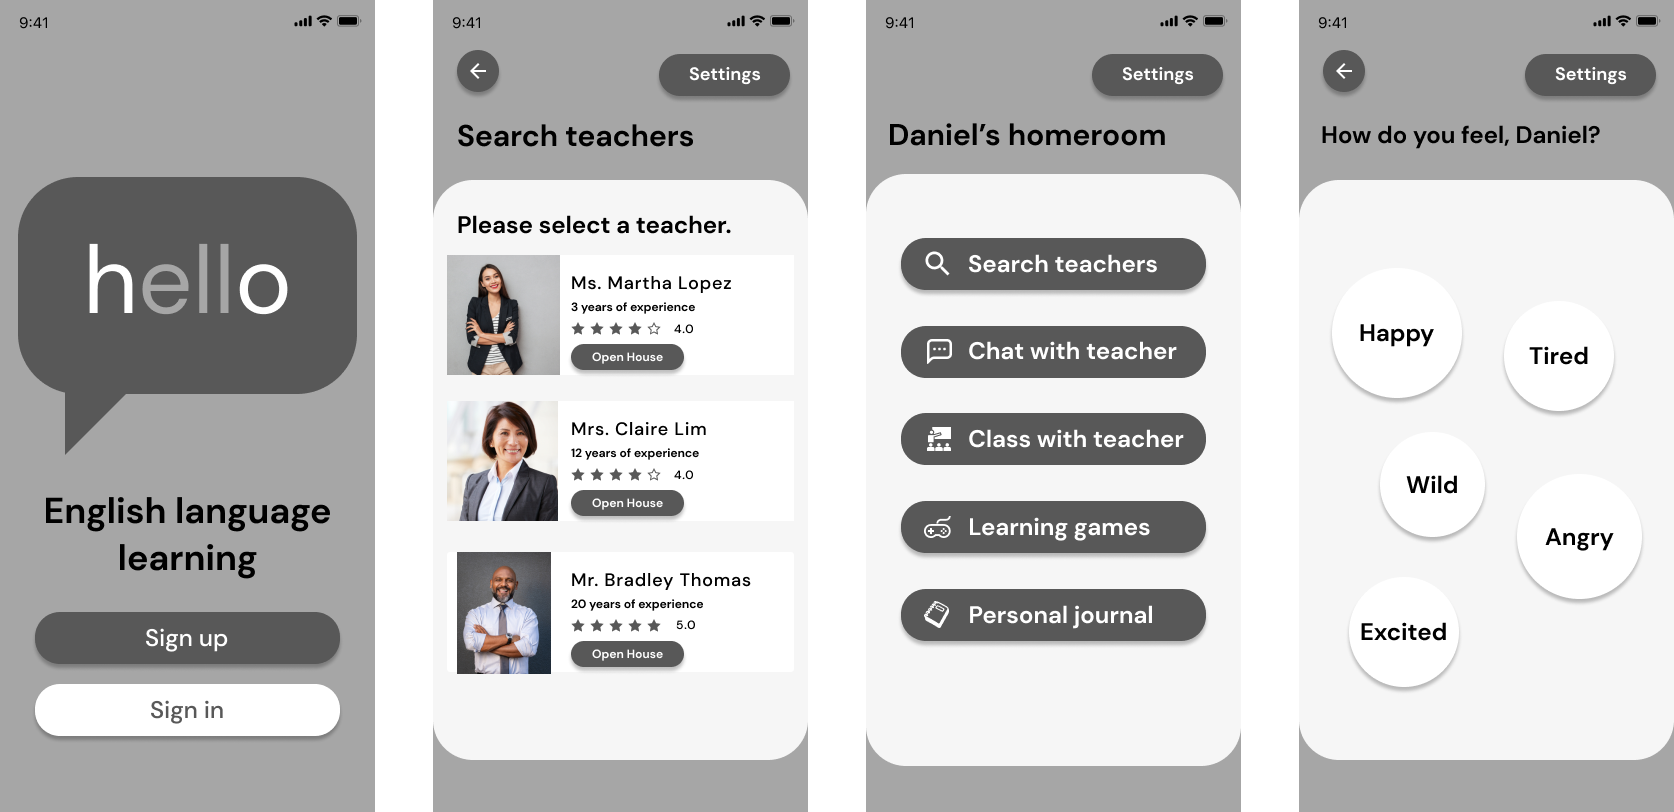 9:41
hello
English language
learning
Sign up
Sign in
9:41
Settings
Search teachers
Please select a teacher.
Ms. Martha Lopez
3 years of experience
4.0
Open House
Mrs. Claire Lim
12 years of experience
4.0
Open House
Mr. Bradley Thomas
20 years of experience
5.0
Open House
9:41
Settings
Daniel’s homeroom
Search teachers
Chat with teacher
Class with teacher
Learning games
Personal journal
9:41
Settings
How do you feel, Daniel?
Happy
Tired
Wild
Angry
Excited